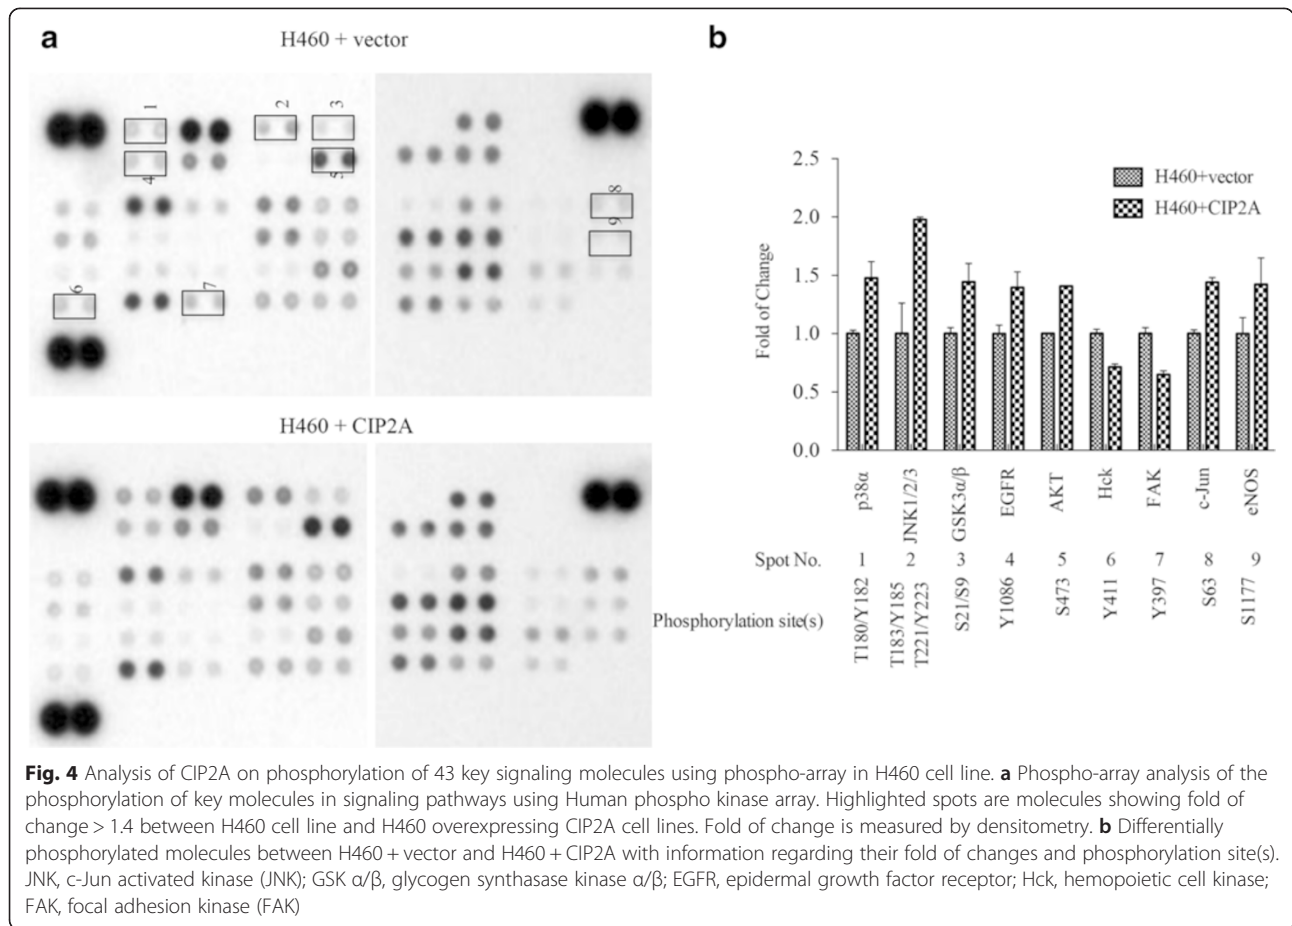 a
H460 + vector
1
2
3
4
5
6
7
8
9
H460 + CIP2A
b
2.5
2.0
1.5
1.0
0.5
0.0
Fold of Change
H460+vector
H460+CIP2A
p38α
JNK1/2/3
GSK3α/β
EGFR
AKT
Hck
FAK
c-Jun
eNOS
Spot No. 1 2 3 4 5 6 7 8 9
Phosphorylation site(s)
T180/Y182
T183/Y185
T221/Y223
S21/S9
Y1086
S473
Y411
Y397
S63
S1177
Fig. 4 Analysis of CIP2A on phosphorylation of 43 key signaling molecules using phospho-array in H460 cell line. a Phospho-array analysis of the
phosphorylation of key molecules in signaling pathways using Human phospho kinase array. Highlighted spots are molecules showing fold of
change > 1.4 between H460 cell line and H460 overexpressing CIP2A cell lines. Fold of change is measured by densitometry. b Differentially
phosphorylated molecules between H460 + vector and H460 + CIP2A with information regarding their fold of changes and phosphorylation site(s).
JNK, c-Jun activated kinase (JNK); GSK α/β, glycogen synthasase kinase α/β; EGFR, epidermal growth factor receptor; Hck, hemopoietic cell kinase;
FAK, focal adhesion kinase (FAK)